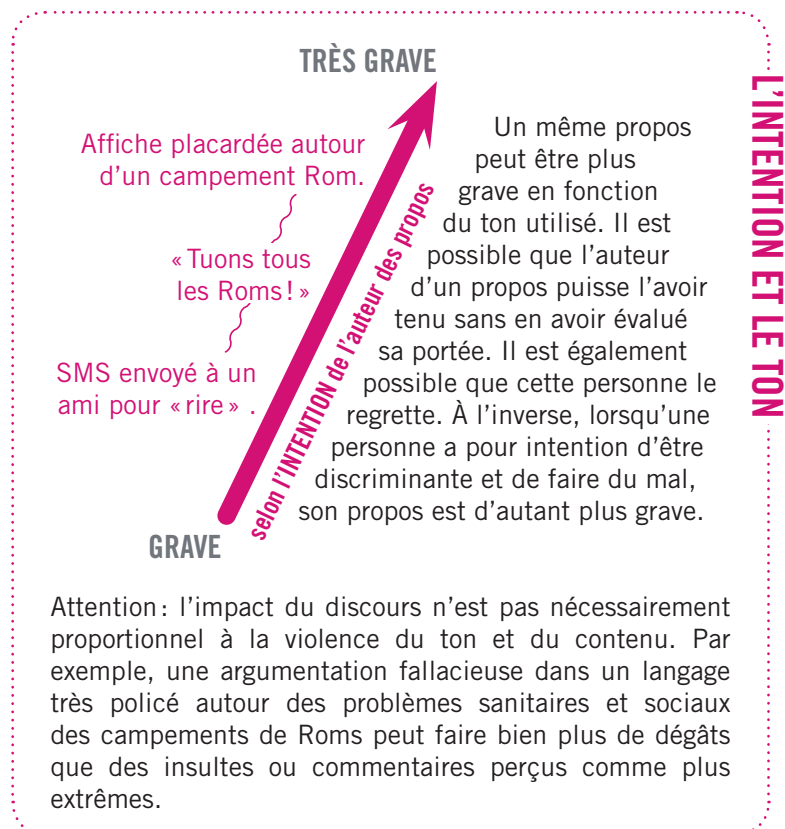 L’INTENTION ET LE TON
TRÈS GRAVE
Affiche placardée autour
d’un campement Rom.
« Tuons tous
les Roms ! »
SMS envoyé à un
ami pour « rire » .
GRAVE
selon l’INTENTION de l’auteur des propos
Un même propos
peut être plus
grave en fonction
du ton utilisé. Il est
possible que l’auteur
d’un propos puisse l’avoir
tenu sans en avoir évalué
sa portée. Il est également
possible que cette personne le
regrette. À l’inverse, lorsqu’une
personne a pour intention d’être
discriminante et de faire du mal,
son propos est d’autant plus grave.
Attention : l’impact du discours n’est pas nécessairement
proportionnel à la violence du ton et du contenu. Par
exemple, une argumentation fallacieuse dans un langage
très policé autour des problèmes sanitaires et sociaux
des campements de Roms peut faire bien plus de dégâts
que des insultes ou commentaires perçus comme plus
extrêmes.